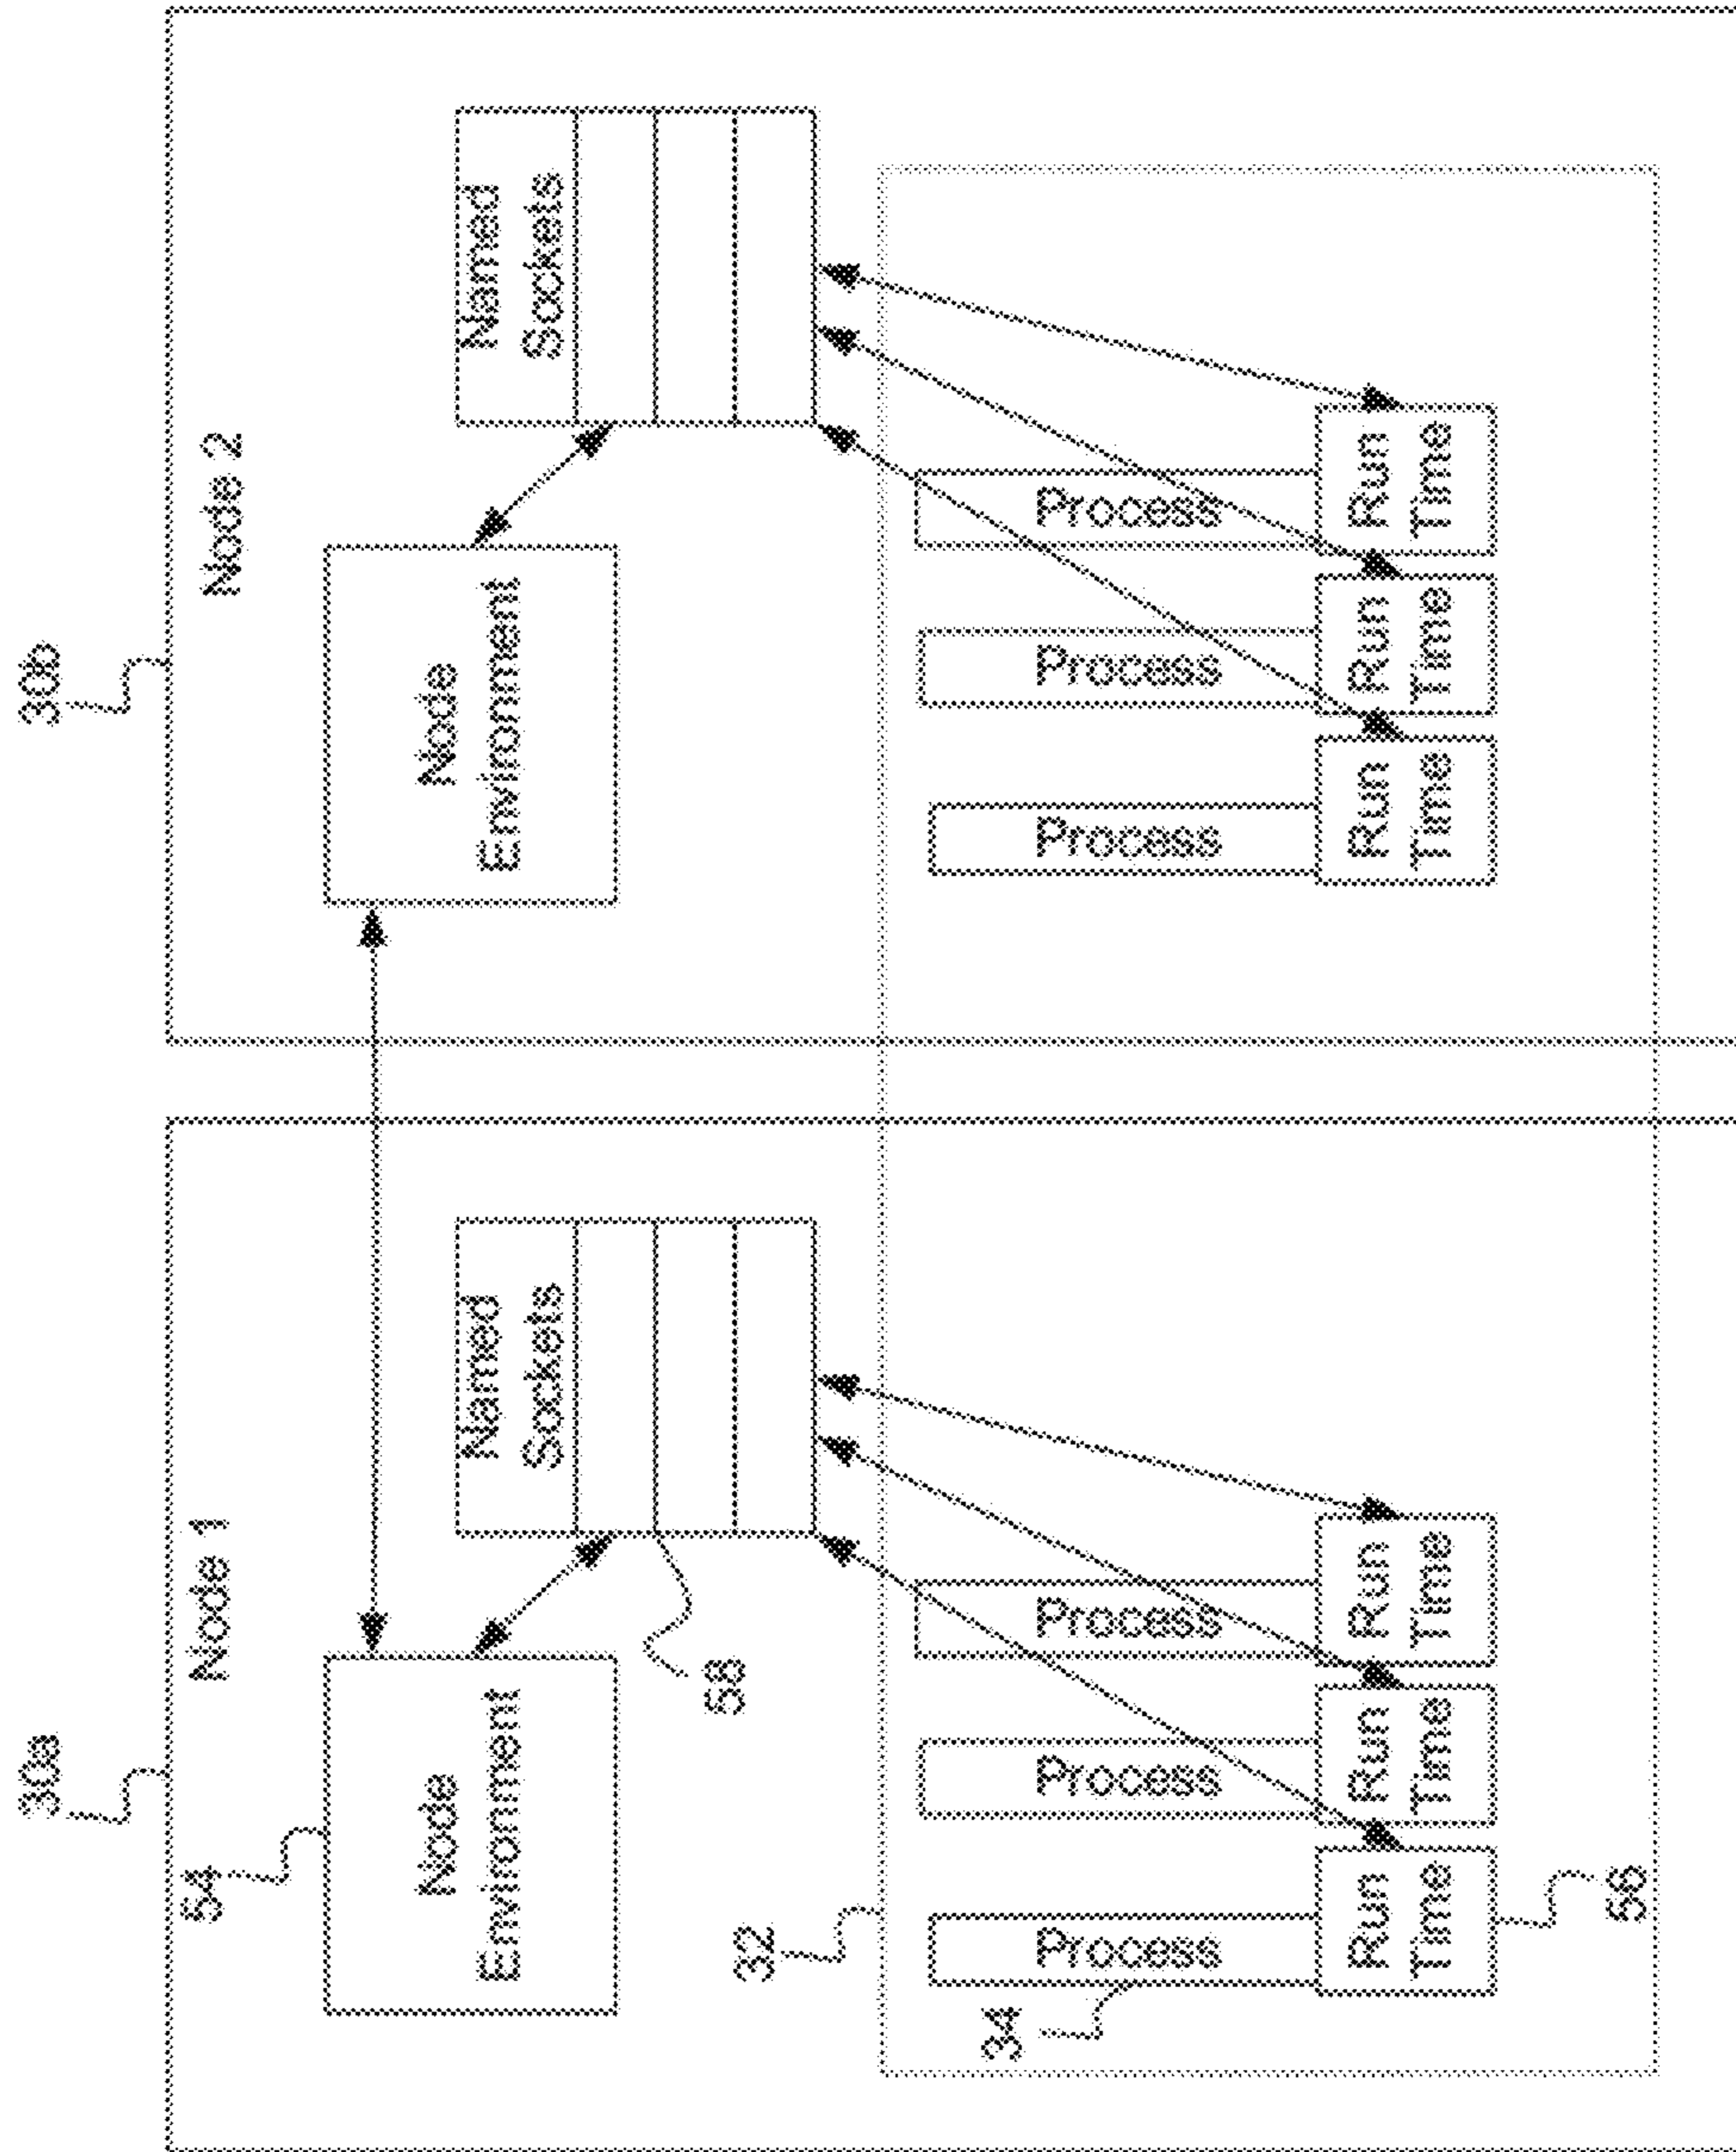 30a
30b
Node 1
Node 2
54
Node
Environment
Node
Environment
Named
Sockets
Named
Sockets
58
32
34
Process
Process
Process
Process
Process
Process
Run
Time
Run
Time
Run
Time
Run
Time
Run
Time
Run
Time
56